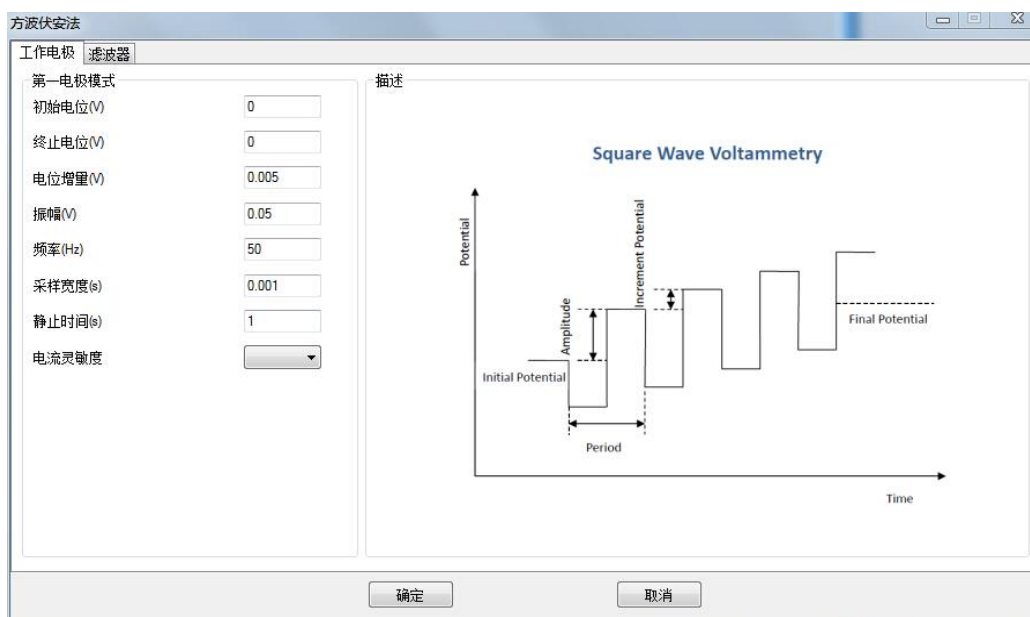 方波伏安法
工作电极 滤波器
第一电极模式
初始电位(V) 0
终止电位(V) 0
电位增量(V) 0.005
振幅(V) 0.05
频率(Hz) 50
采样宽度(s) 0.001
静止时间(s) 1
电流灵敏度
描述
Square Wave Voltammetry
Potential
Amplitude
Increment Potential
Initial Potential
Final Potential
Period
Time
确定 取消